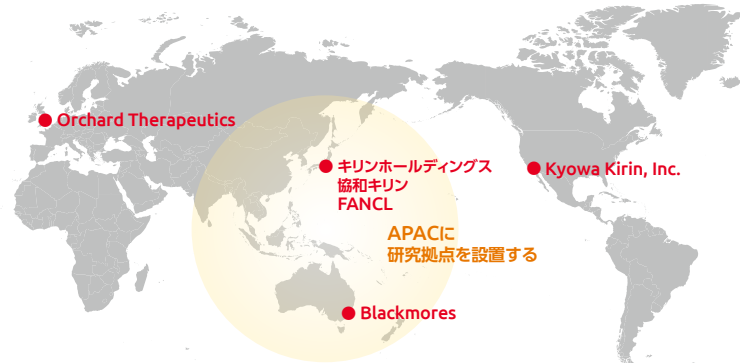 Orchard Therapeutics
キリンホールディングス
協和キリン
FANCL
Kyowa Kirin, Inc.
APACに
研究拠点を設置する
Blackmores